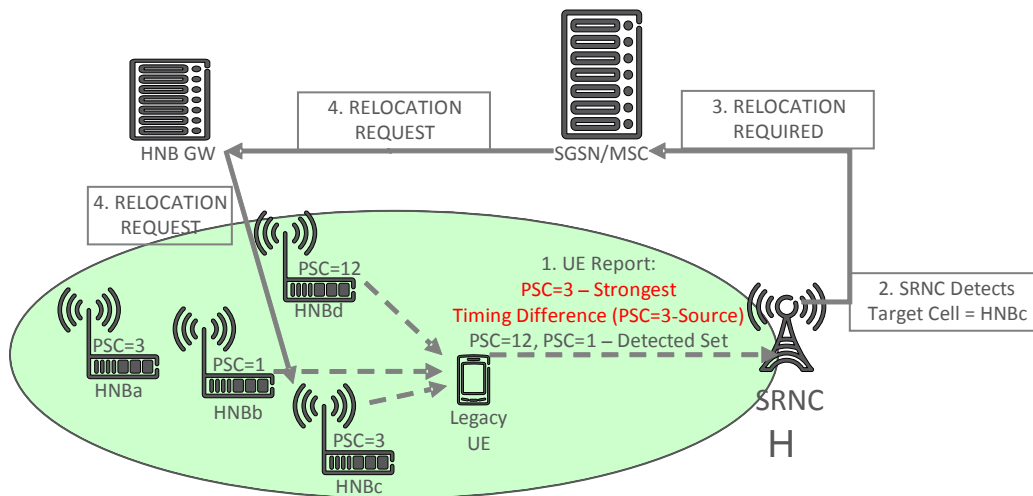 4. RELOCATION
REQUEST
3. RELOCATION
REQUIRED
HNB GW
SGSN/MSC
4. RELOCATION
REQUEST
PSC=12
HNBd
1. UE Report:
PSC=3 – Strongest
Timing Difference (PSC=3-Source)
PSC=12, PSC=1 – Detected Set
2. SRNC Detects
Target Cell = HNBc
PSC=3
HNBa
PSC=1
HNBb
PSC=3
HNBc
Legacy
UE
SRNC
H